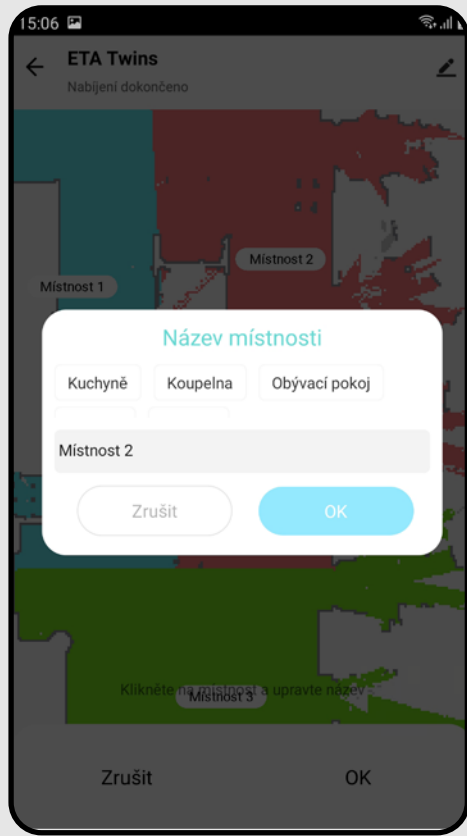 15:06
ETA Twins
Nabíjení dokončeno
Místnost 2
Místnost 1
Název místnosti
Kuchyně Koupelna Obývací pokoj
Místnost 2
Zrušit OK
Klikněte na místnost a upravte název
Místnost 3
Zrušit OK